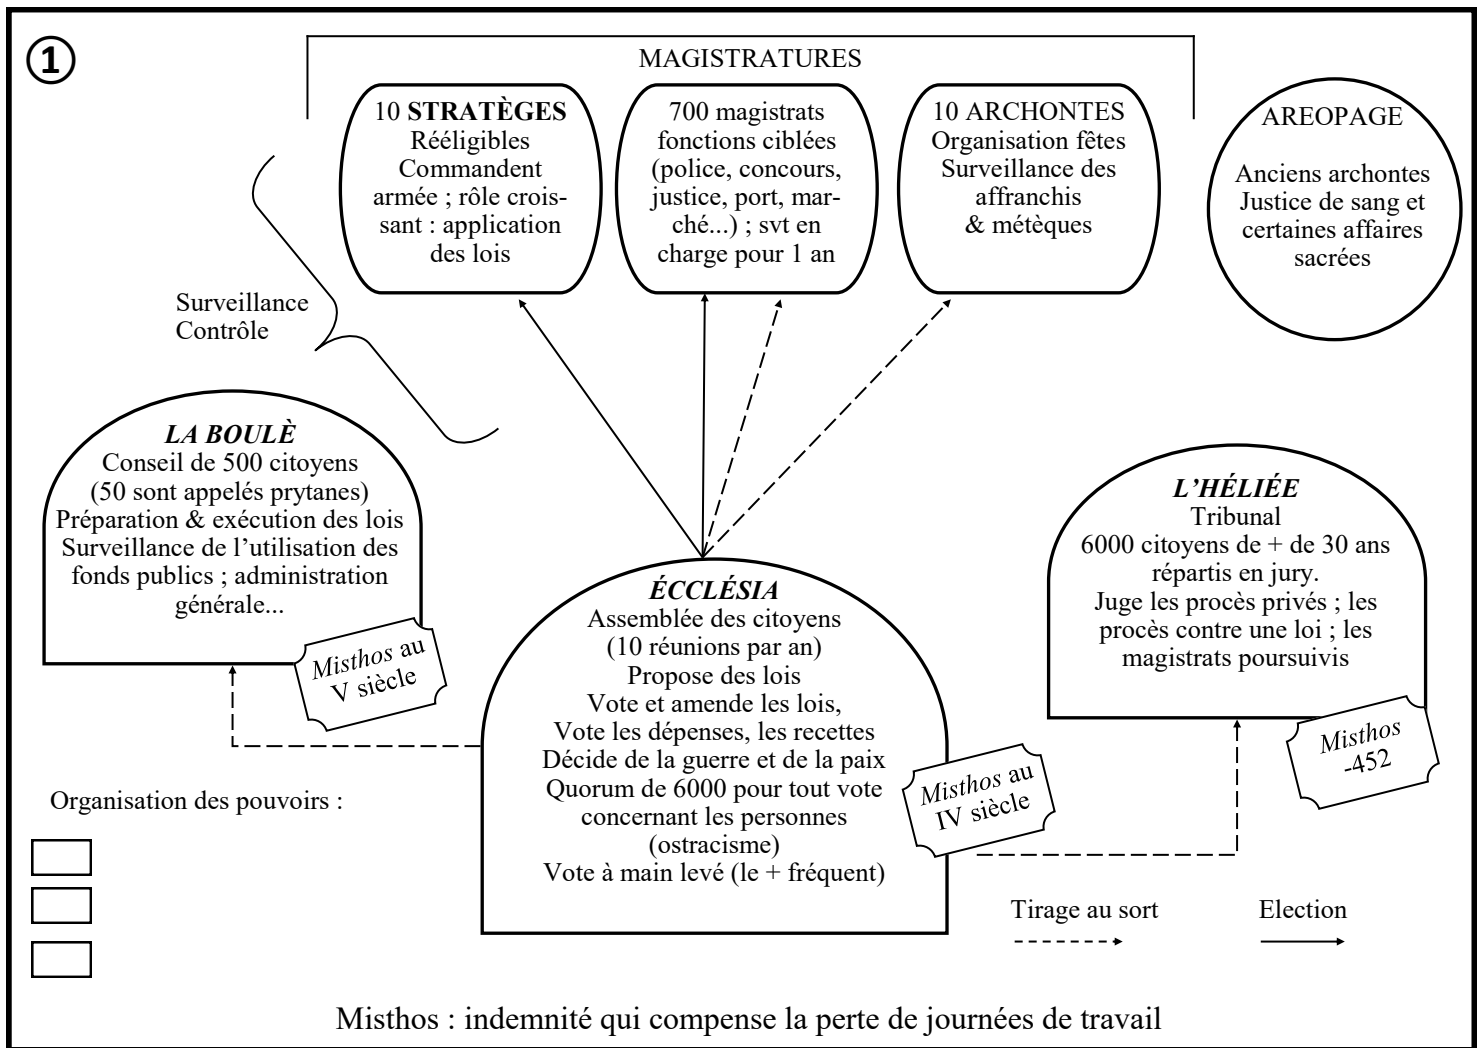 ①
MAGISTRATURES
10 STRATÈGES
Rééligibles
Commandent
armée ; rôle crois-
sant : application
des lois
700 magistrats
fonctions ciblées
(police, concours,
justice, port, mar-
ché...) ; svt en
charge pour 1 an
10 ARCHONTES
Organisation fêtes
Surveillance des
affranchis
& métèques
AREOPAGE
Anciens archontes
Justice de sang et
certaines affaires
sacrées
Surveillance
Contrôle
LA BOULÈ
Conseil de 500 citoyens
(50 sont appelés prytanes)
Préparation & exécution des lois
Surveillance de l’utilisation des
fonds publics ; administration
générale...
Misthos au
V siècle
ÉCCLÉSIA
Assemblée des citoyens
(10 réunions par an)
Propose des lois
Vote et amende les lois,
Vote les dépenses, les recettes
Décide de la guerre et de la paix
Quorum de 6000 pour tout vote
concernant les personnes
(ostracisme)
Vote à main levé (le + fréquent)
Misthos au
IV siècle
L’HÉLIÉE
Tribunal
6000 citoyens de + de 30 ans
répartis en jury.
Juge les procès privés ; les
procès contre une loi ; les
magistrats poursuivis
Misthos
-452
Organisation des pouvoirs :
Tirage au sort
Election
Misthos : indemnité qui compense la perte de journées de travail